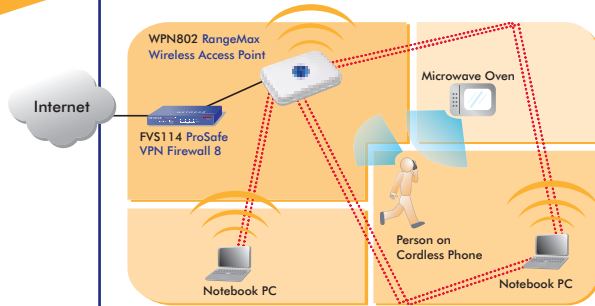 WPN802 RangeMax
Wireless Access Point
Microwave Oven
Internet
FVS114 ProSafe
VPN Firewall 8
Person on
Cordless Phone
Notebook PC
Notebook PC